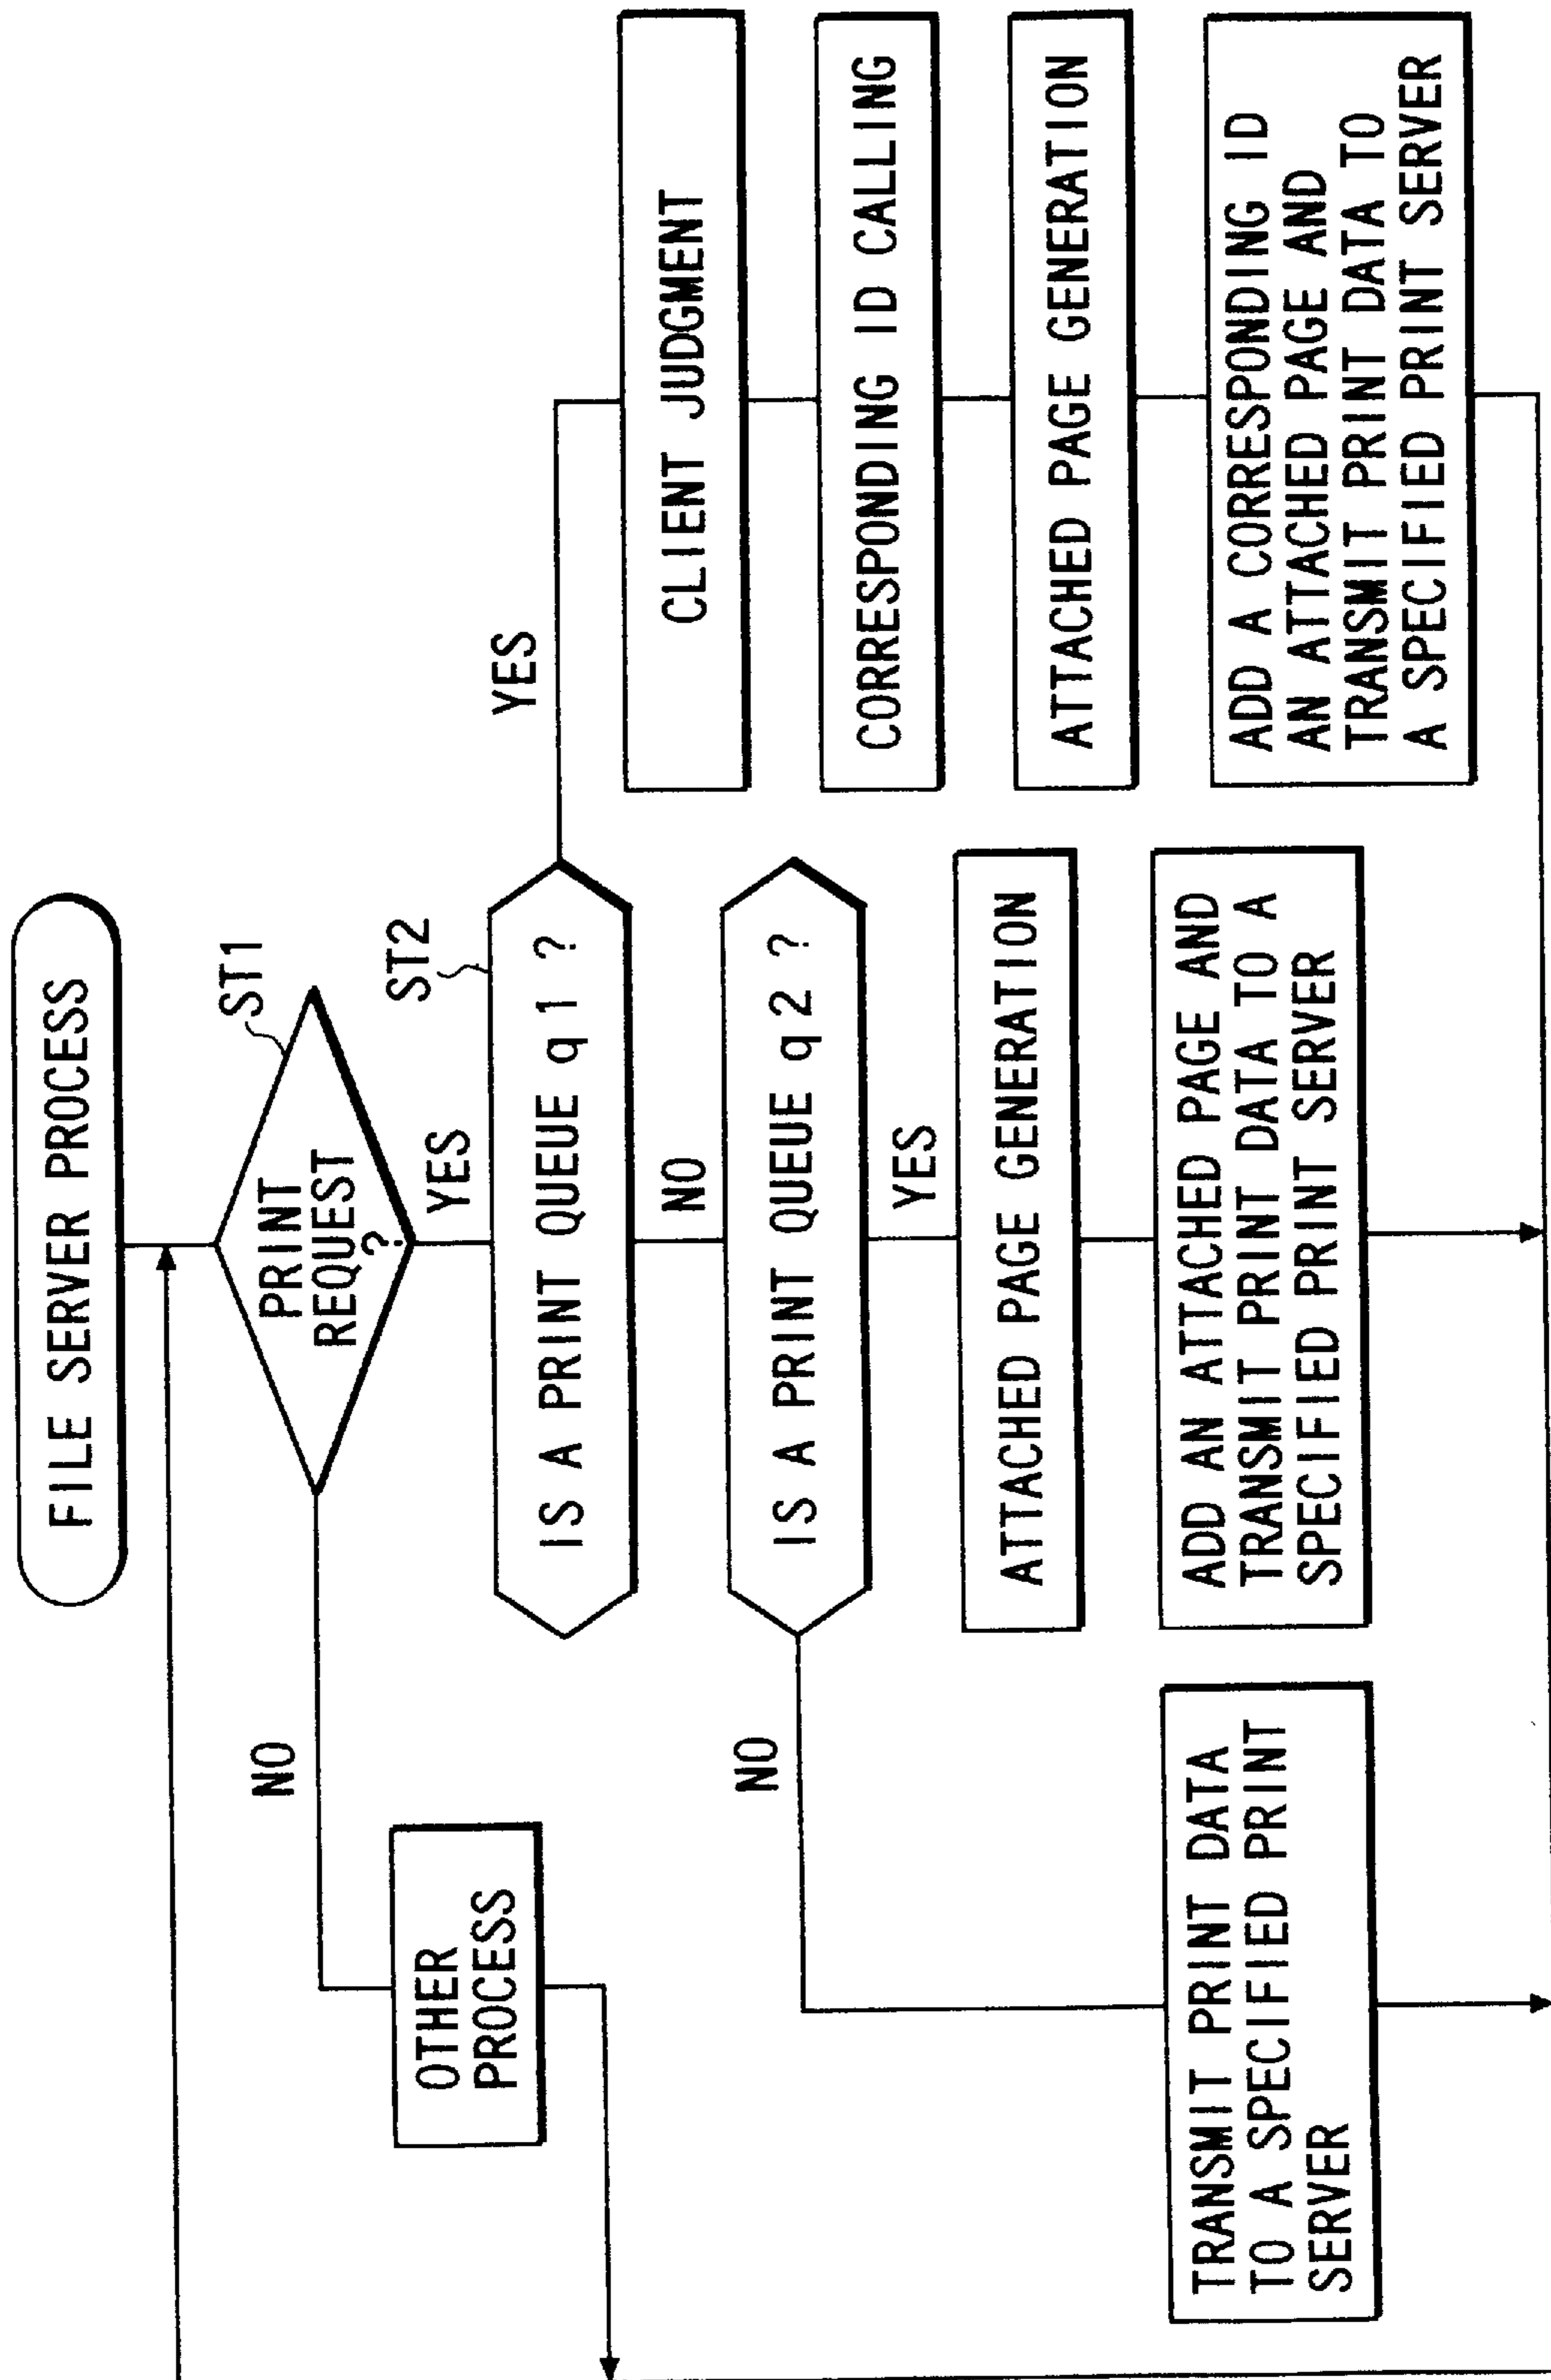 FILE SERVER PROCESS
ST1
PRINT
REQUEST
?
NO
YES
OTHER
PROCESS
ST2
IS A PRINT QUEUE q1 ?
YES
NO
IS A PRINT QUEUE q2 ?
NO
YES
CLIENT JUDGMENT
CORRESPONDING ID CALLING
ATTACHED PAGE GENERATION
ADD A CORRESPONDING ID
AN ATTACHED PAGE AND
TRANSMIT PRINT DATA TO
A SPECIFIED PRINT SERVER
ATTACHED PAGE GENERATION
ADD AN ATTACHED PAGE AND
TRANSMIT PRINT DATA TO A
SPECIFIED PRINT SERVER
TRANSMIT PRINT DATA
TO A SPECIFIED PRINT
SERVER